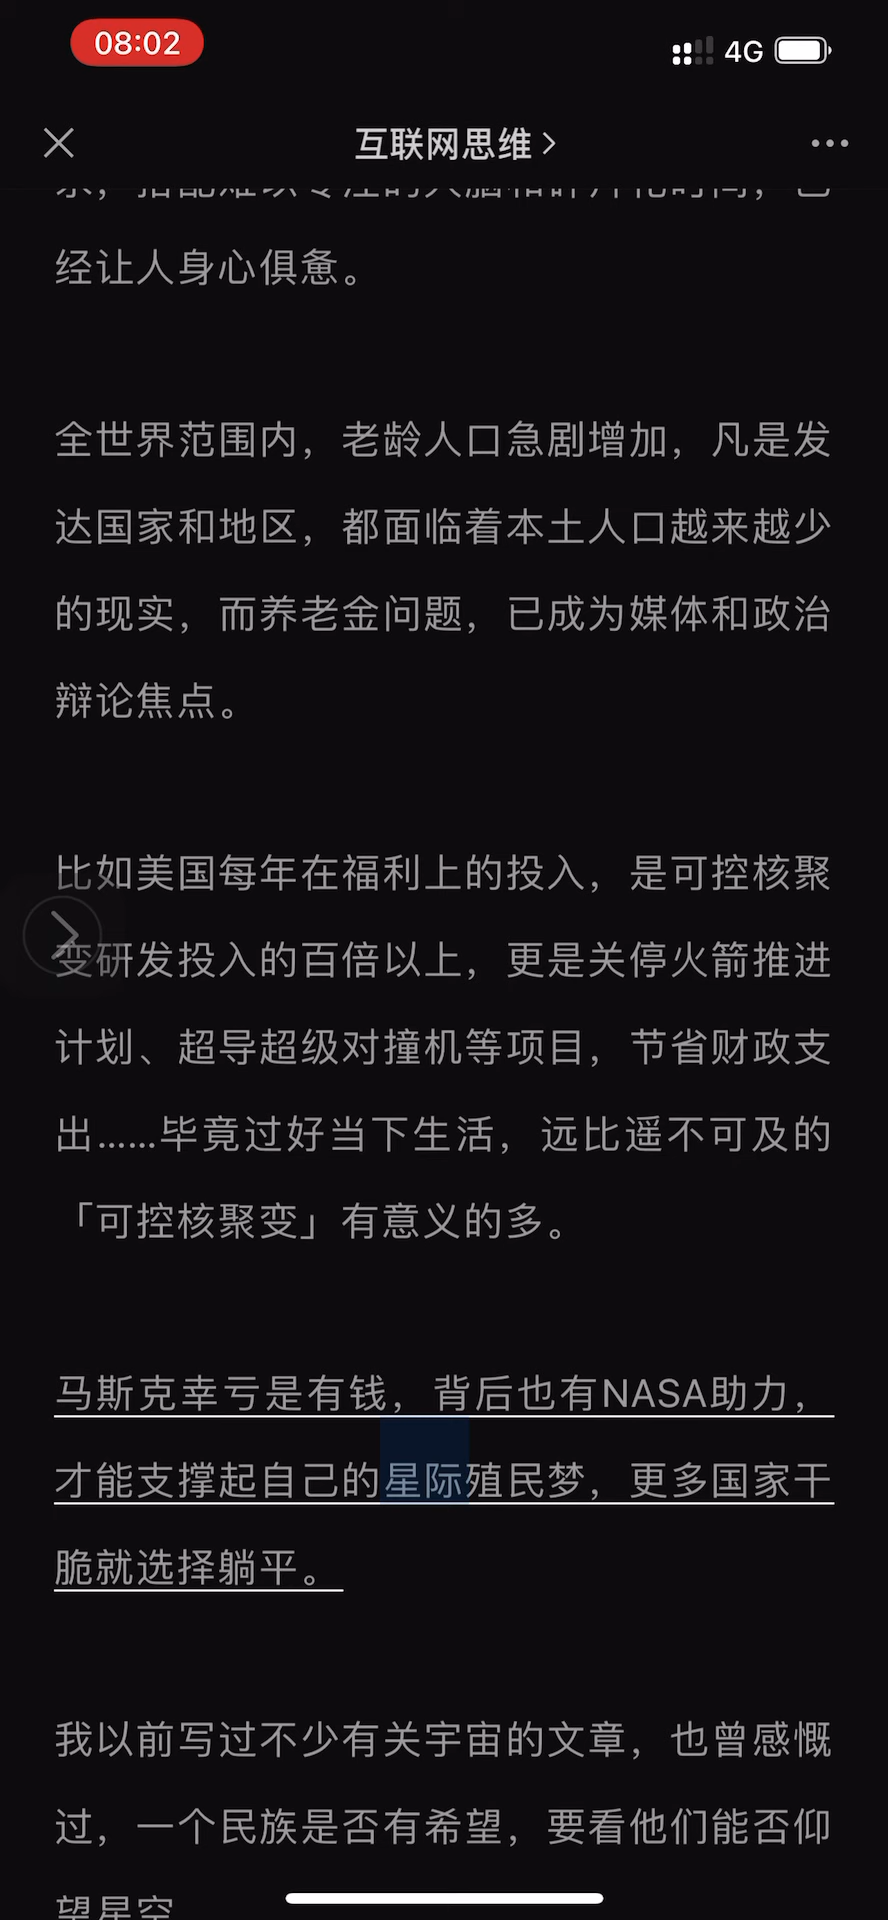 08:02
4G
互联网思维
经让人身心俱惫。
全世界范围内，老龄人口急剧增加，凡是发
达国家和地区，都面临着本土人口越来越少
的现实，而养老金问题，已成为媒体和政治
辩论焦点。
比如美国每年在福利上的投入，是可控核聚
变研发投入的百倍以上，更是关停火箭推进
计划、超导超级对撞机等项目，节省财政支
出……毕竟过好当下生活，远比遥不可及的
「可控核聚变」有意义的多。
马斯克幸亏是有钱，背后也有NASA助力，
才能支撑起自己的星际殖民梦，更多国家干
脆就选择躺平。
我以前写过不少有关宇宙的文章，也曾感慨
过，一个民族是否有希望，要看他们能否仰
望星空